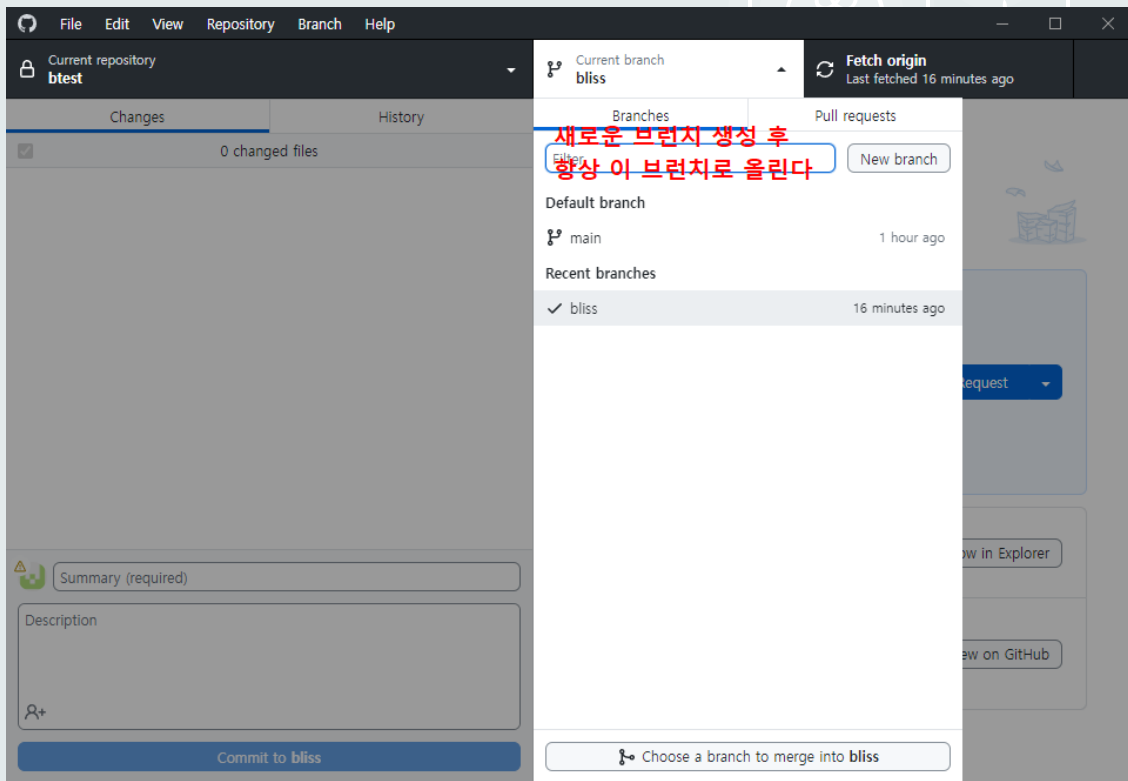 File Edit View Repository Branch Help
Current repository
btest
Current branch
bliss
Fetch origin
Last fetched 16 minutes ago
Changes
History
0 changed files
Branches
Pull requests
새로운 브런치 생성 후
항상 이 브런치로 올린다
Filter
New branch
Default branch
main
1 hour ago
Recent branches
bliss
16 minutes ago
Request
Summary (required)
Description
Commit to bliss
in Explorer
on GitHub
Choose a branch to merge into bliss